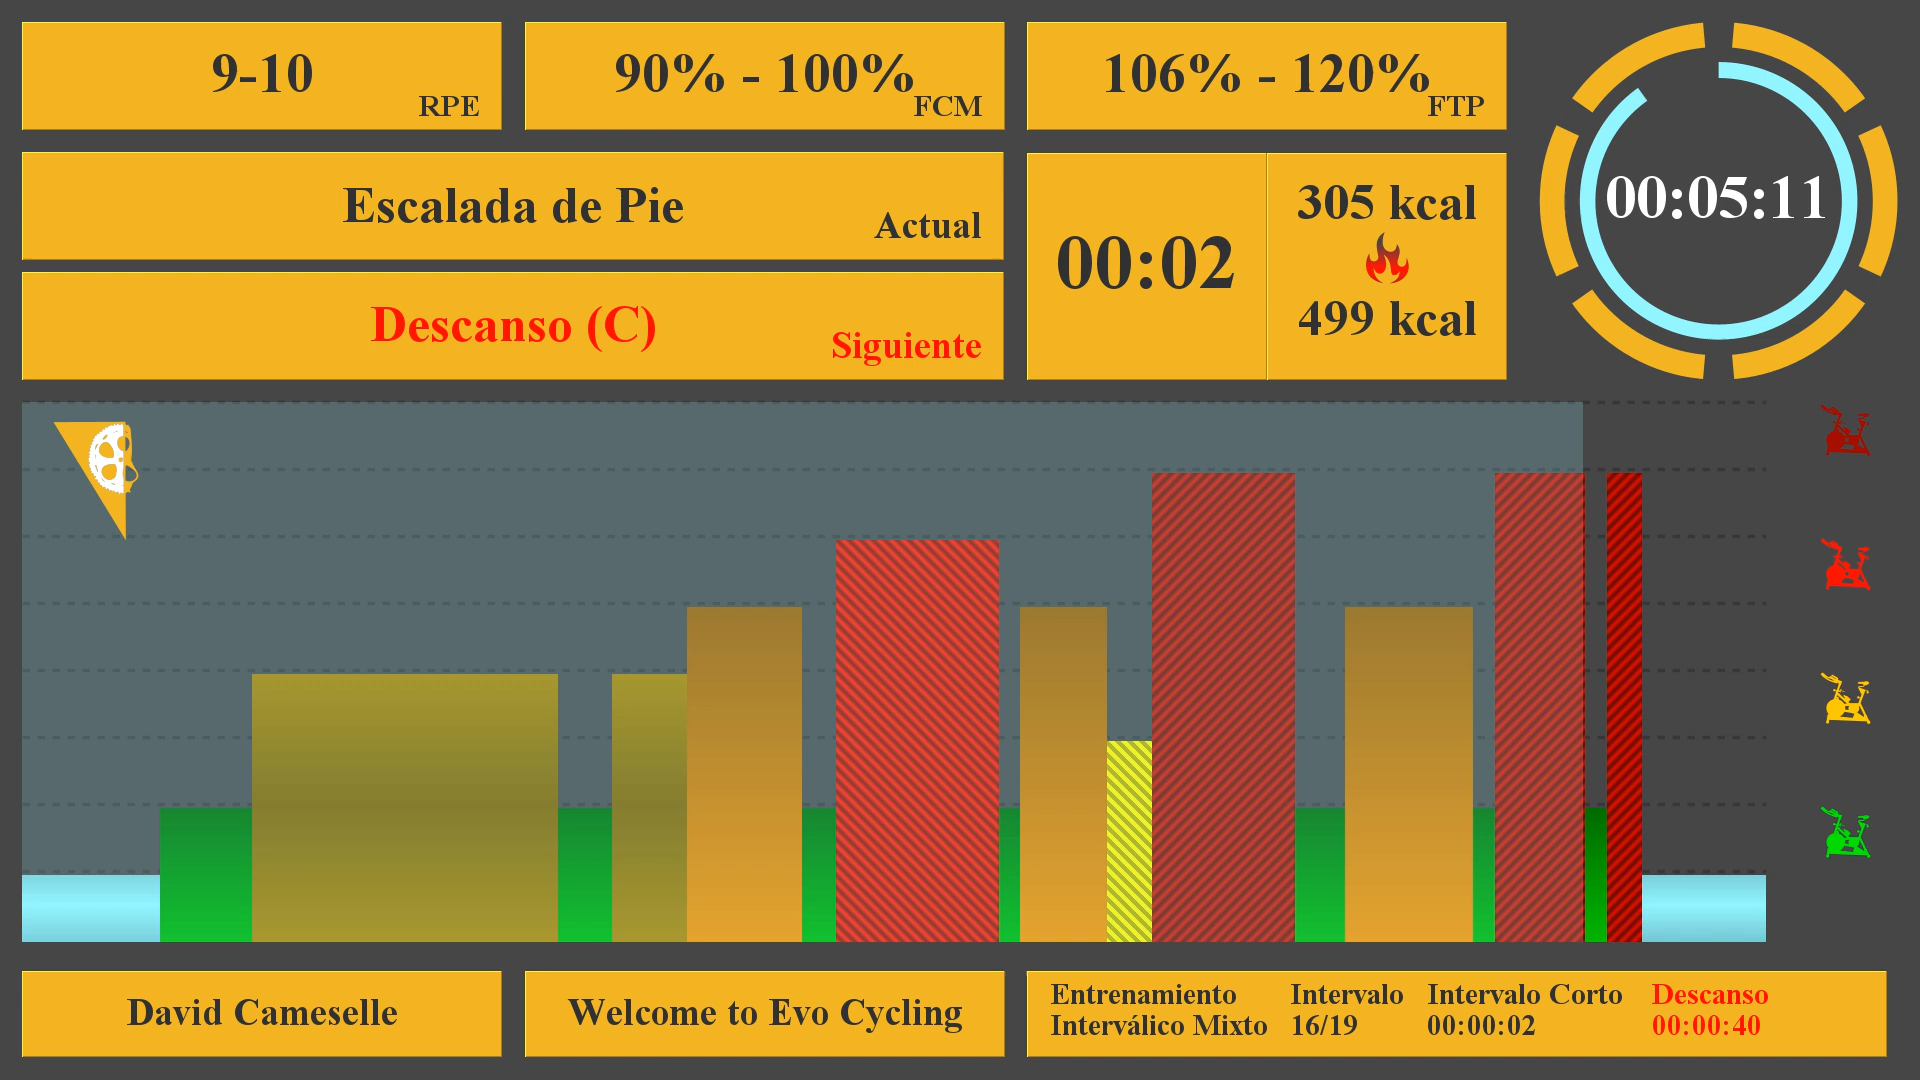 9-10
RPE
90% - 100%
FCM
106% - 120%
FTP
00:05:11
Escalada de Pie
Actual
Descanso (C)
Siguiente
00:02
305 kcal
499 kcal
David Cameselle
Welcome to Evo Cycling
Entrenamiento
Interválico Mixto
Intervalo
16/19
Intervalo Corto
00:00:02
Descanso
00:00:40